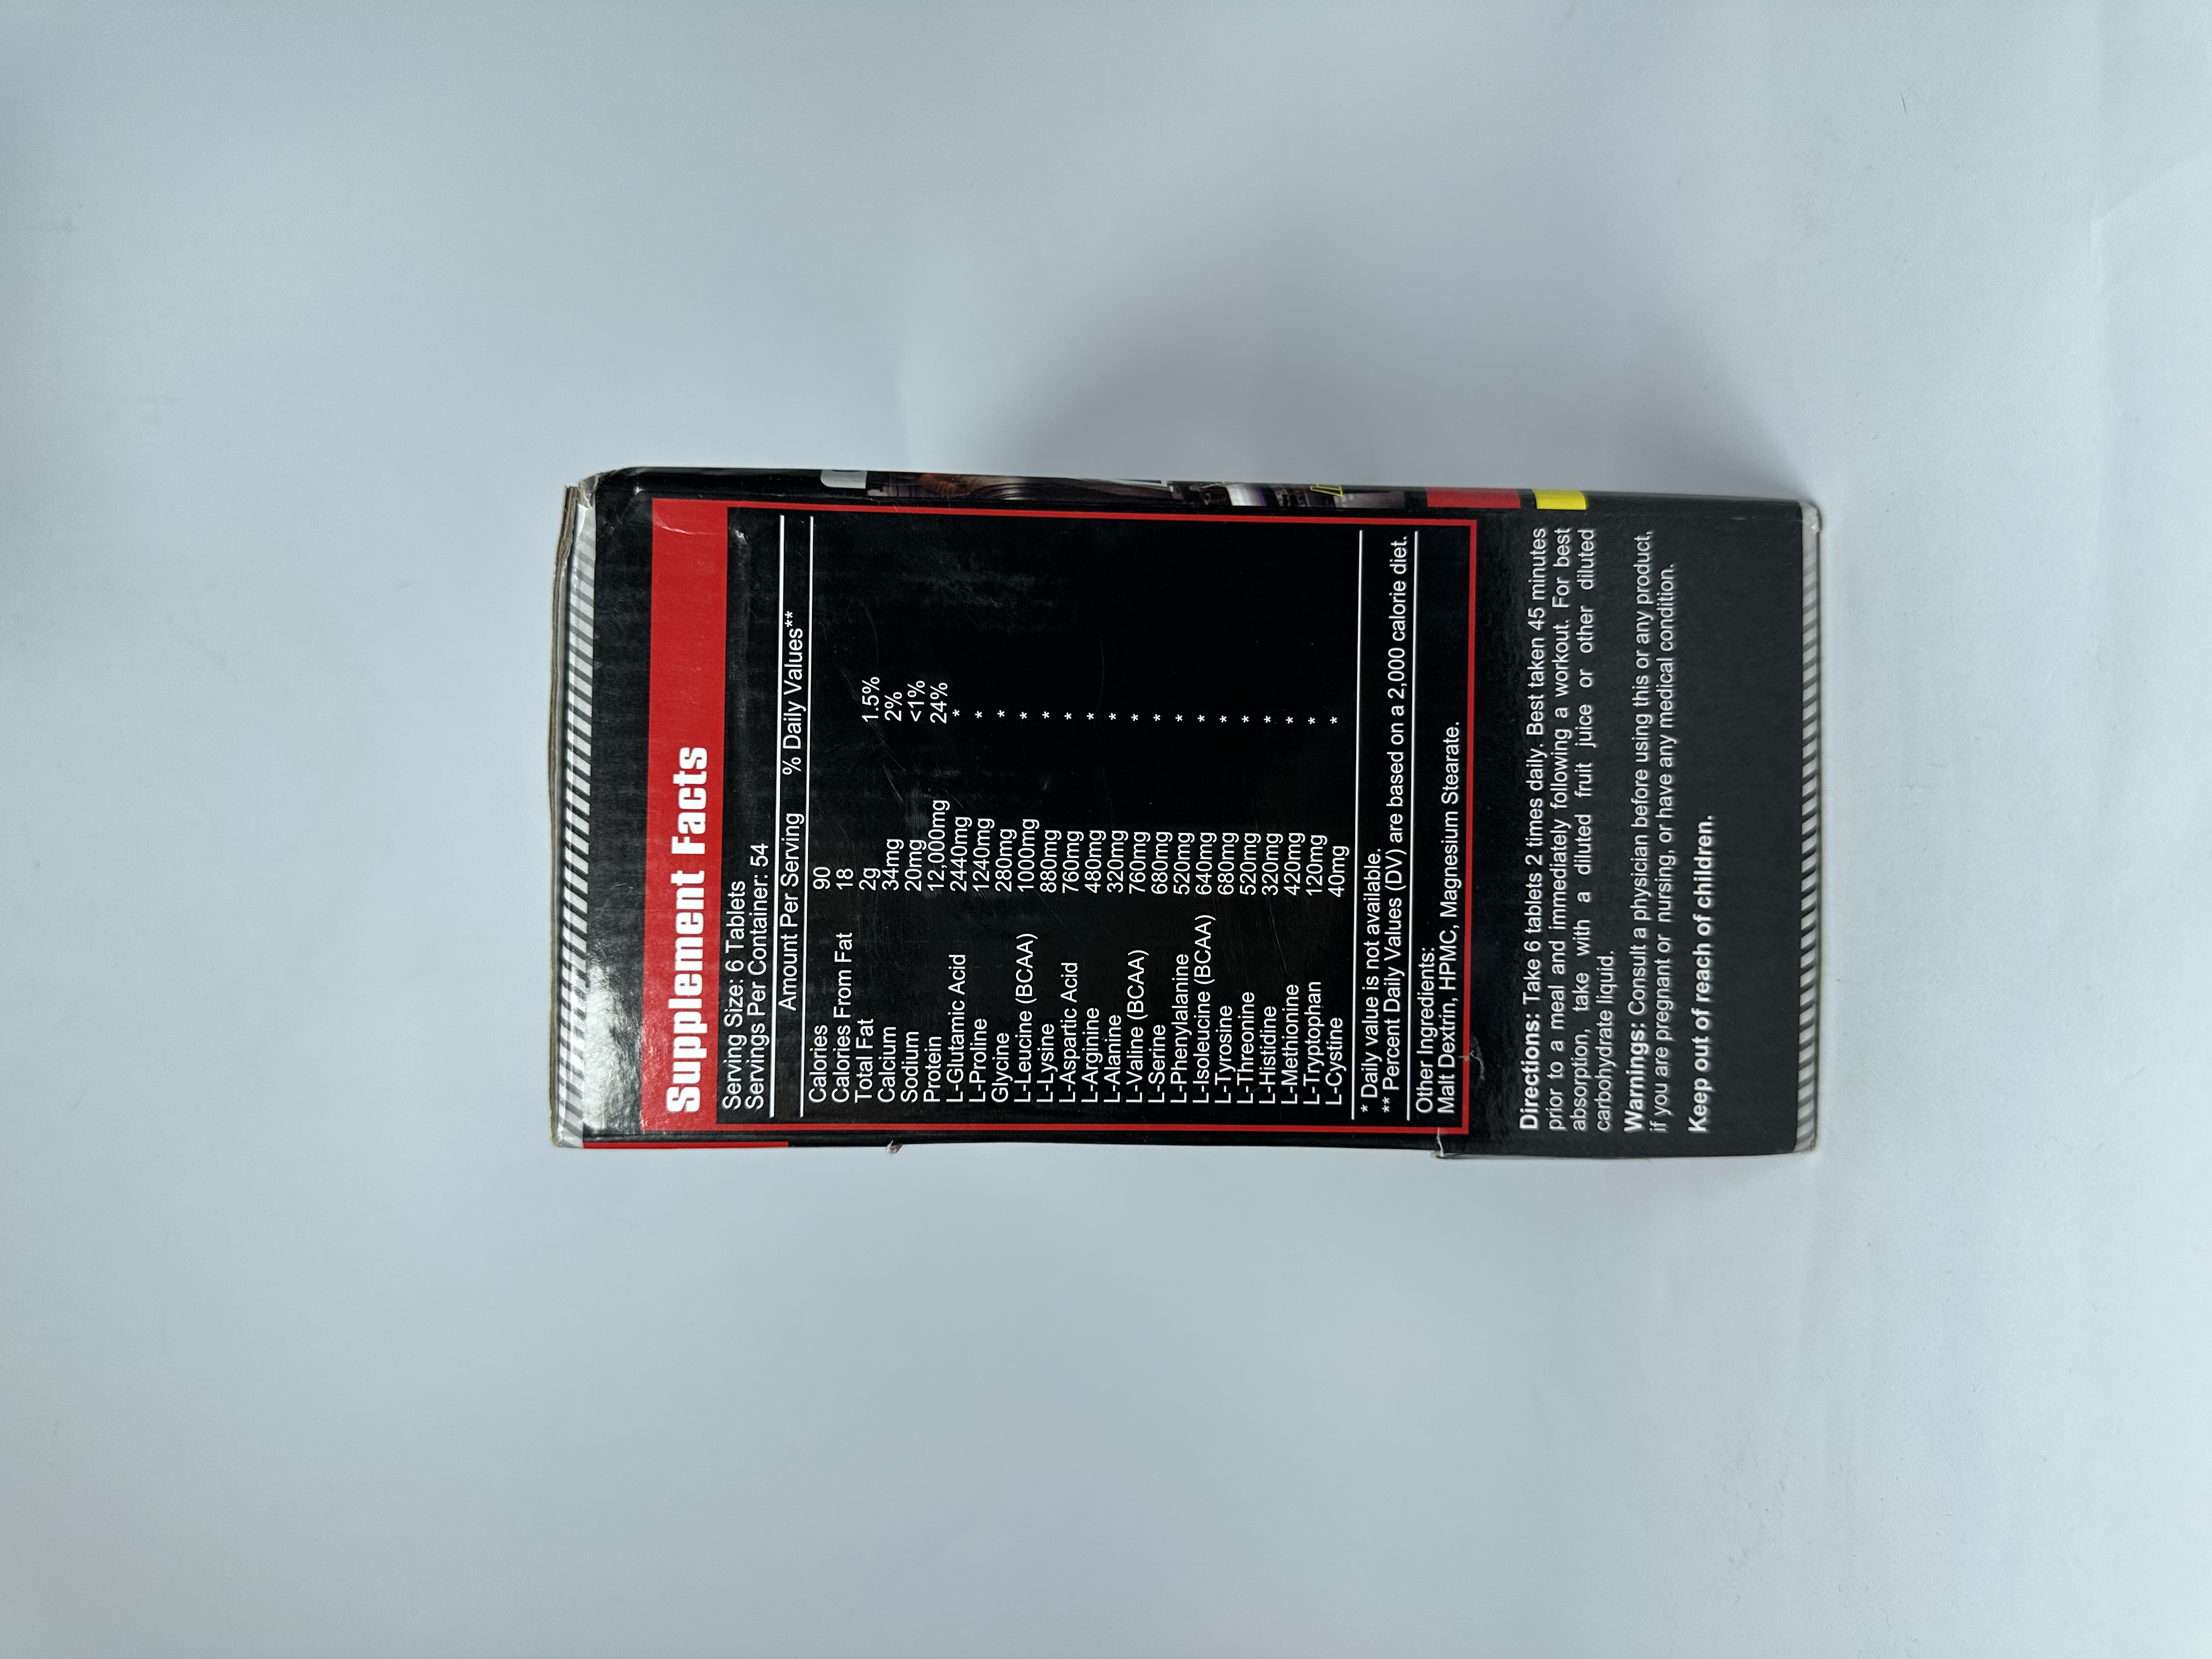 Supplement Facts
Serving Size: 6 Tablets
Servings Per Container: 54
Amount Per Serving % Daily Values**
Calories 90
Calories From Fat 18
Total Fat 2g 1.5%
Calcium 34mg 2%
Sodium 20mg <1%
Protein 12,000mg 24%
L-Glutamic Acid 2440mg *
L-Proline 1240mg *
Glycine 280mg *
L-Leucine (BCAA) 1000mg *
L-Lysine 880mg *
L-Aspartic Acid 760mg *
L-Arginine 480mg *
L-Alanine 320mg *
L-Valine (BCAA) 760mg *
L-Serine 680mg *
L-Phenylalanine 520mg *
L-Isoleucine (BCAA) 640mg *
L-Tyrosine 680mg *
L-Threonine 520mg *
L-Histidine 320mg *
L-Methionine 420mg *
L-Tryptophan 120mg *
L-Cystine 40mg *
* Daily value is not available.
** Percent Daily Values (DV) are based on a 2,000 calorie diet.
Other Ingredients:
Malt Dextrin, HPMC, Magnesium Stearate.
Directions: Take 6 tablets 2 times daily. Best taken 45 minutes
prior to a meal and immediately following a workout. For best
absorption, take with a diluted fruit juice or other diluted
carbohydrate liquid.
Warnings: Consult a physician before using this or any product,
if you are pregnant or nursing, or have any medical condition.
Keep out of reach of children.